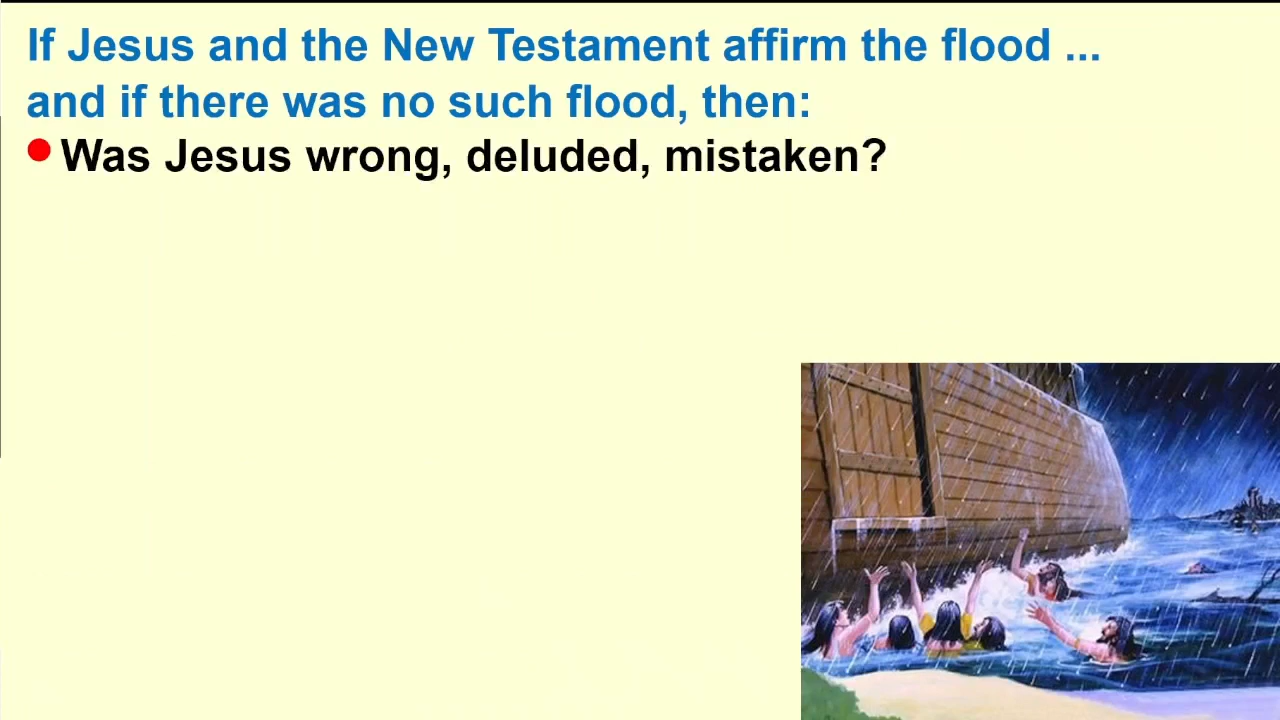 If Jesus and the New Testament affirm the flood ...
and if there was no such flood, then:
Was Jesus wrong, deluded, mistaken?